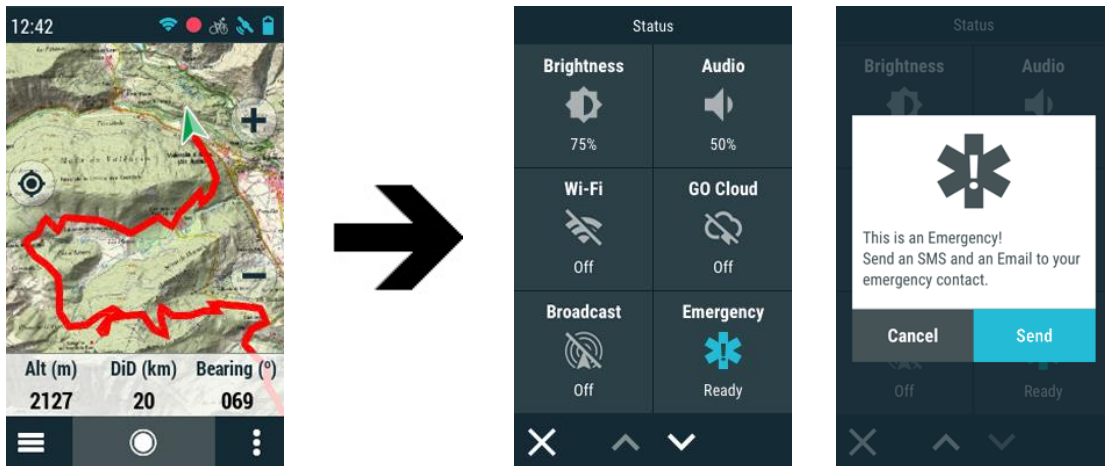 12:42
Alt (m) DiD (km) Bearing (º)
2127 20 069
Status
Brightness Audio
75% 50%
Wi-Fi GO Cloud
Off Off
Broadcast Emergency
Off Ready
Status
Brightness Audio
This is an Emergency!
Send an SMS and an Email to your
emergency contact.
Cancel Send
Off Ready